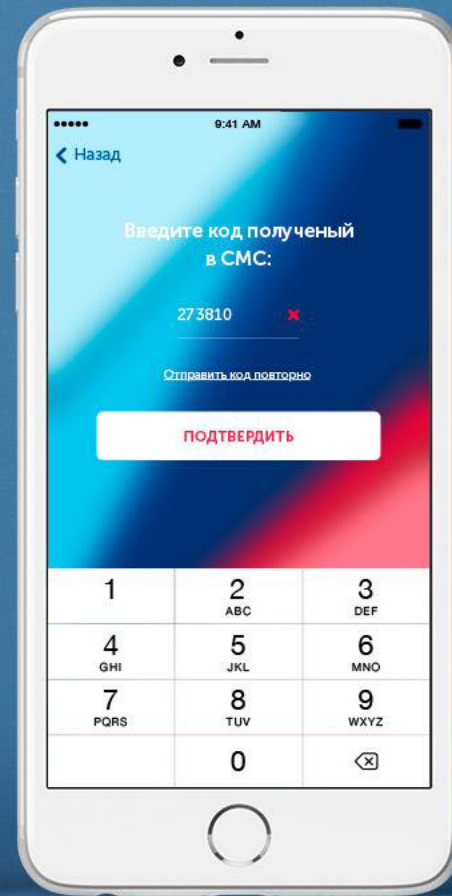 9:41 AM
Назад
Введите код полученый
в СМС:
273810
Отправить код повторно
ПОДТВЕРДИТЬ
1 2 3
ABC DEF
4 5 6
GHI JKL MNO
7 8 9
PQRS TUV WXYZ
0